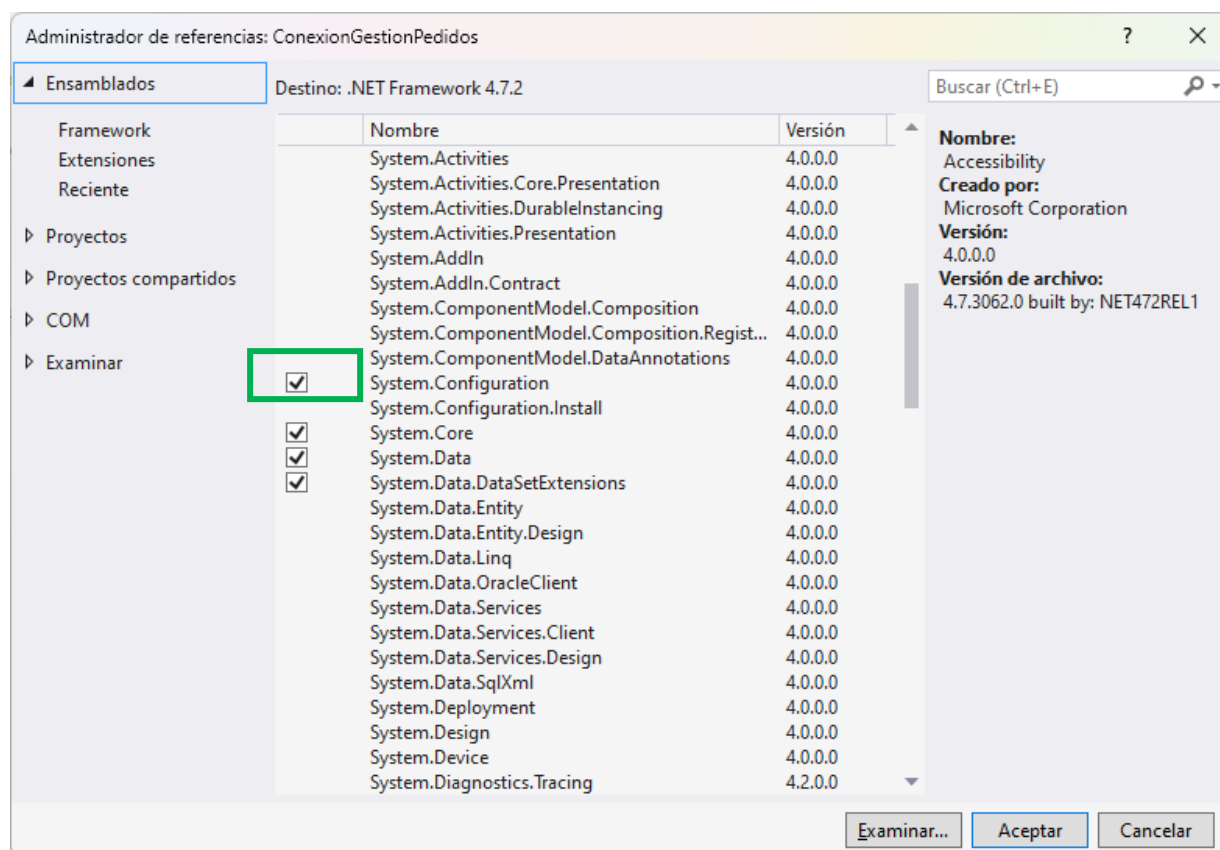 Administrador de referencias: ConexionGestionPedidos
?
Ensamblados
Framework
Extensiones
Reciente
Proyectos
Proyectos compartidos
COM
Examinar
Destino: .NET Framework 4.7.2
Nombre Versión
System.Activities 4.0.0.0
System.Activities.Core.Presentation 4.0.0.0
System.Activities.DurableInstancing 4.0.0.0
System.Activities.Presentation 4.0.0.0
System.AddIn 4.0.0.0
System.AddIn.Contract 4.0.0.0
System.ComponentModel.Composition 4.0.0.0
System.ComponentModel.Composition.Regist... 4.0.0.0
System.ComponentModel.DataAnnotations 4.0.0.0
System.Configuration 4.0.0.0
System.Configuration.Install 4.0.0.0
System.Core 4.0.0.0
System.Data 4.0.0.0
System.Data.DataSetExtensions 4.0.0.0
System.Data.Entity 4.0.0.0
System.Data.Entity.Design 4.0.0.0
System.Data.Linq 4.0.0.0
System.Data.OracleClient 4.0.0.0
System.Data.Services 4.0.0.0
System.Data.Services.Client 4.0.0.0
System.Data.Services.Design 4.0.0.0
System.Data.SqlXml 4.0.0.0
System.Deployment 4.0.0.0
System.Design 4.0.0.0
System.Device 4.0.0.0
System.Diagnostics.Tracing 4.2.0.0
Buscar (Ctrl+E)
Nombre:
Accessibility
Creado por:
Microsoft Corporation
Versión:
4.0.0.0
Versión de archivo:
4.7.3062.0 built by: NET472REL1
Examinar... Aceptar Cancelar